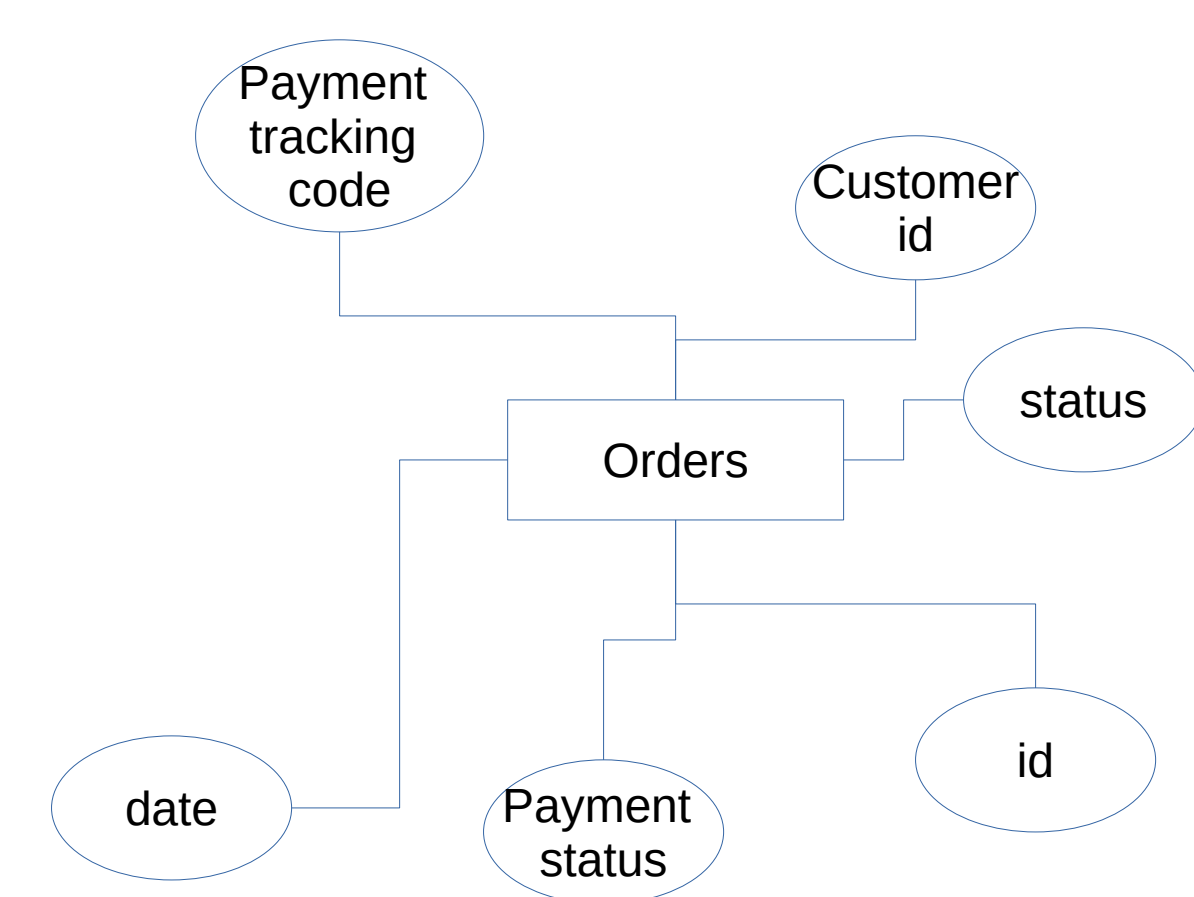 Payment
tracking
code
Customer
id
status
Orders
id
date
Payment
status